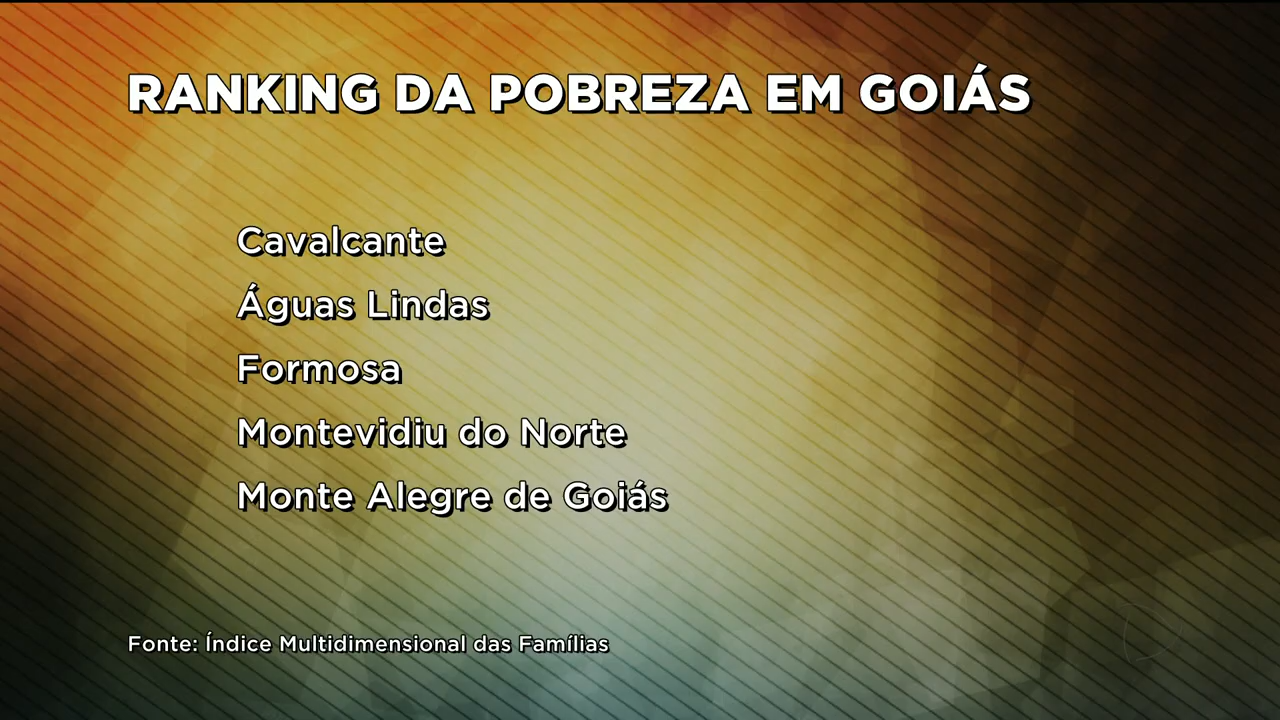 RANKING DA POBREZA EM GOIÁS
Cavalcante
Águas Lindas
Formosa
Montevidiu do Norte
Monte Alegre de Goiás
Fonte: Índice Multidimensional das Famílias